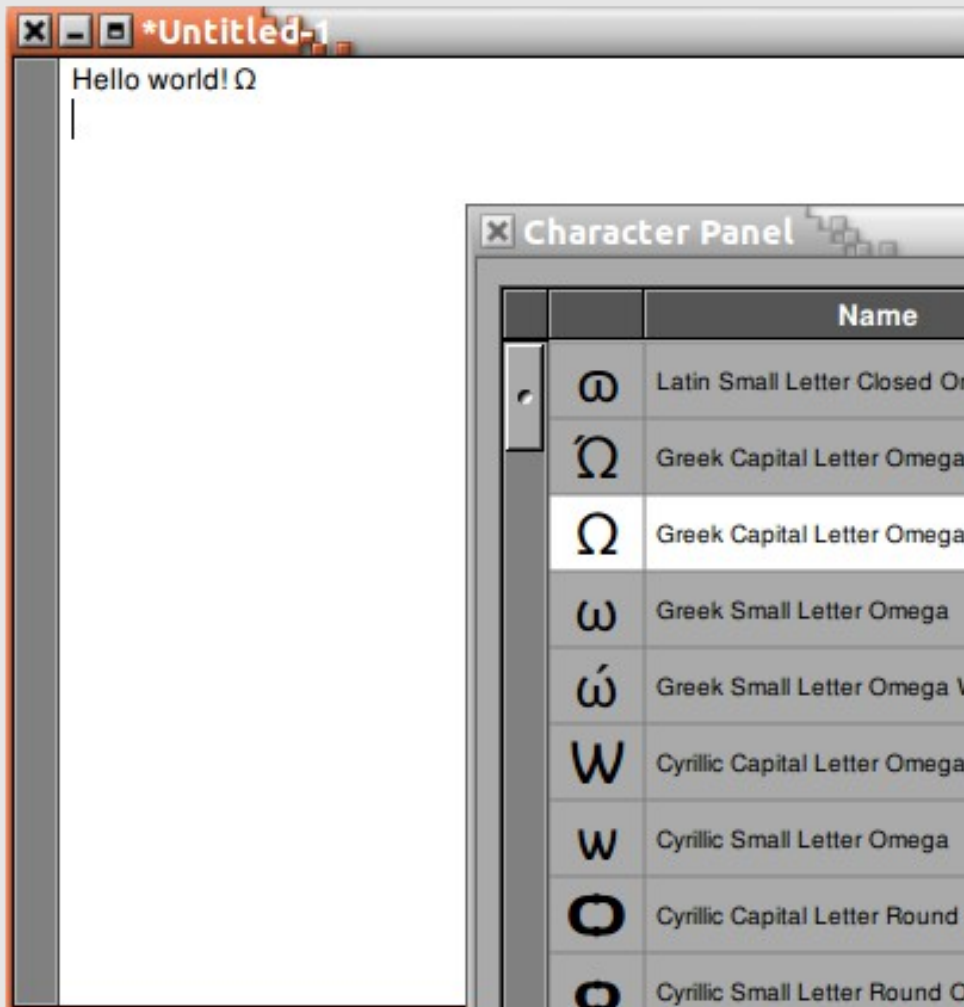 *Untitled-1
Hello world! Ω
Character Panel
Name
ɷ Latin Small Letter Closed
Ώ Greek Capital Letter Omega
Ω Greek Capital Letter Omega
ω Greek Small Letter Omega
ώ Greek Small Letter Omega
Ѡ Cyrillic Capital Letter Omega
ѡ Cyrillic Small Letter Omega
Ѻ Cyrillic Capital Letter Round
ѻ Cyrillic Small Letter Round